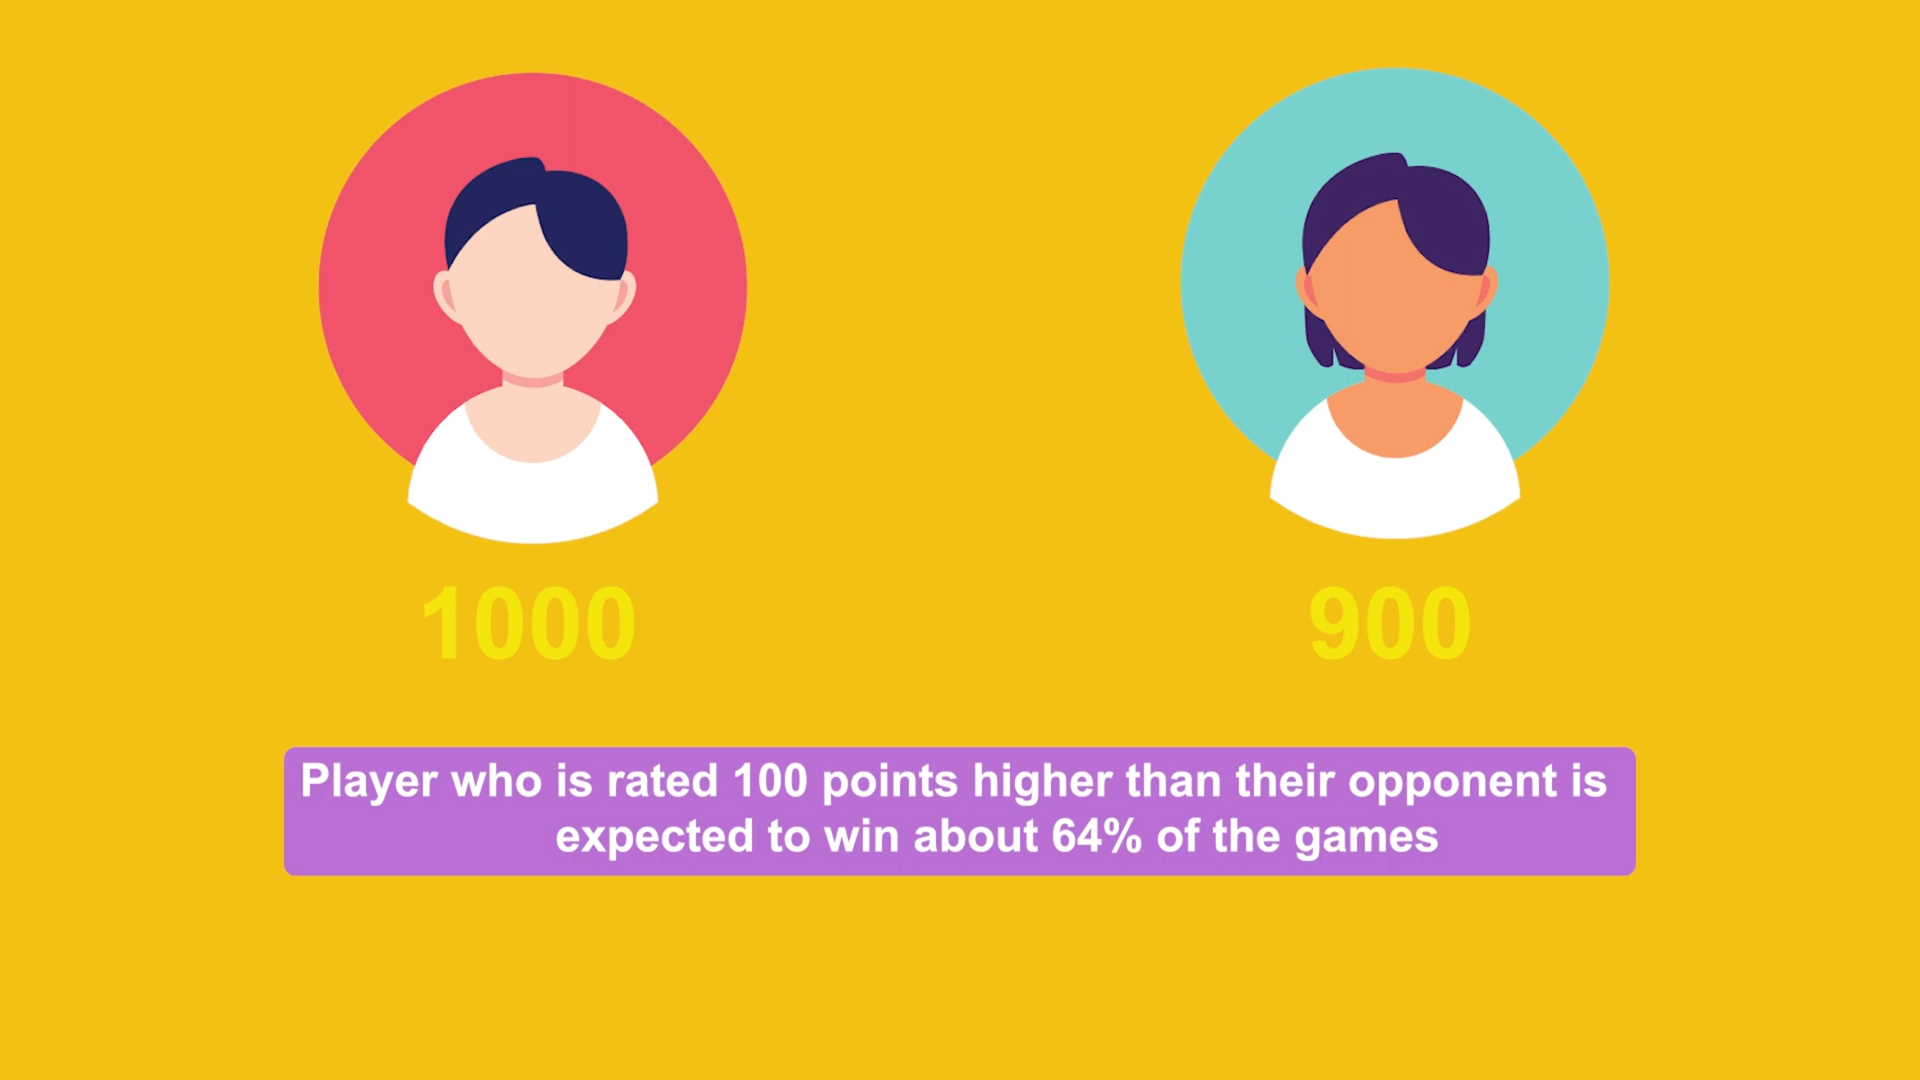 1000
900
Player who is rated 100 points higher than their opponent is
expected to win about 64% of the games